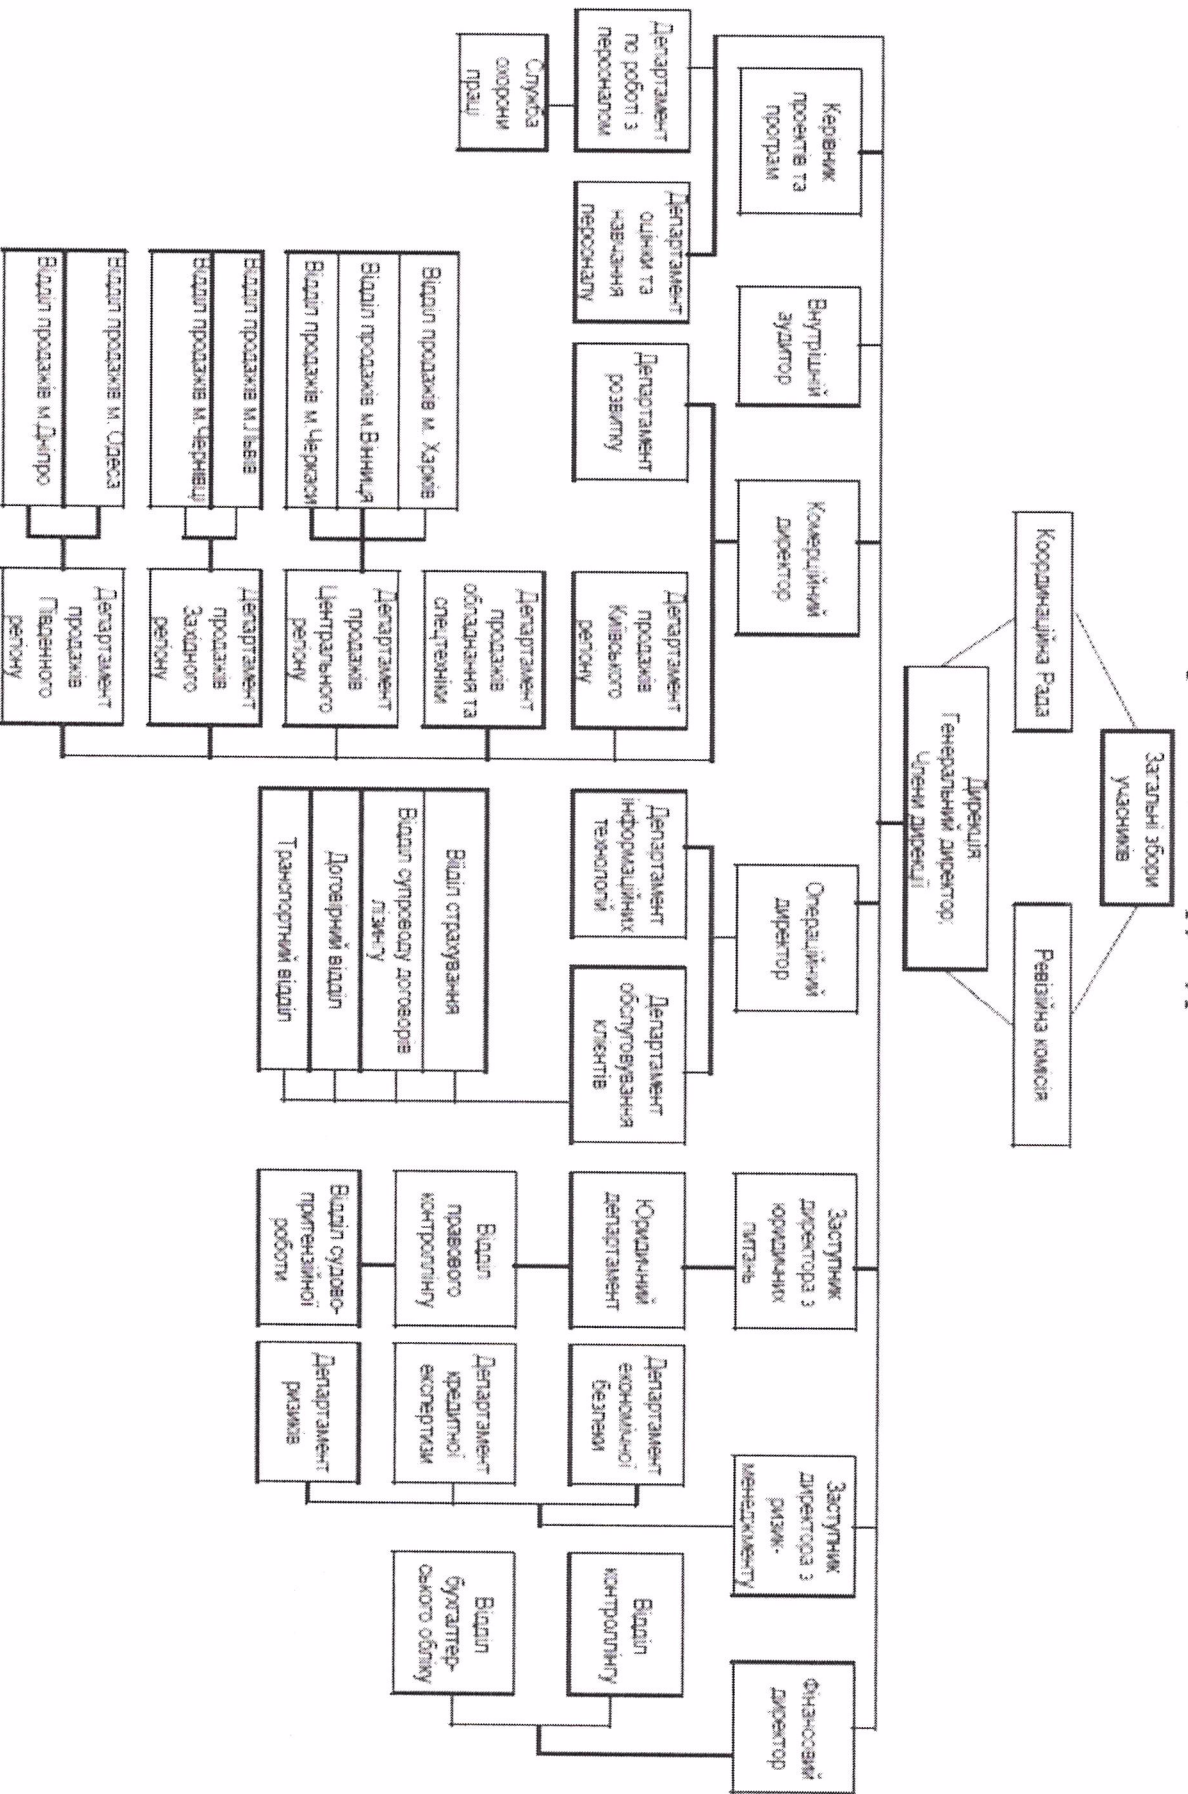 Загальні збори
учасників
Координаційна Рада
Ревізійна комісія
Дирекція
Генеральний директор;
Члени дирекції
Керівник
проектів та
програм
Внутрішній
аудитор
Комерційний
директор
Операційний
директор
Заступник
директора з
юридичних
питань
Заступник
директора з
ризик-
менеджменту
Фінансовий
директор
Департамент
по роботі з
персоналом
Департамент
оцінки та
навчання
персоналу
Департамент
розвитку
Департамент
продажів
Київського
регіону
Департамент
інформаційних
технологій
Департамент
обслуговування
клієнтів
Юридичний
департамент
Департамент
економічної
безпеки
Відділ
контроллінгу
Служба
охорони
праці
Департамент
продажів
обладнання та
спецтехніки
Відділ страхування
Відділ супроводу договорів
лізингу
Договірний відділ
Транспортний відділ
Відділ
правового
контроллінгу
Департамент
кредитної
експертизи
Відділ
бухгалтер-
ського обліку
Відділ продажів м. Харків
Відділ продажів м.Вінниця
Відділ продажів м.Черкаси
Департамент
продажів
Центрального
регіону
Відділ судово-
притензійної
роботи
Департамент
ризиків
Відділ продажів м.Львів
Відділ продажів м.Чернівці
Департамент
продажів
Західного
регіону
Відділ продажів м. Одеса
Відділ продажів м.Дніпро
Департамент
продажів
Південного
регіону